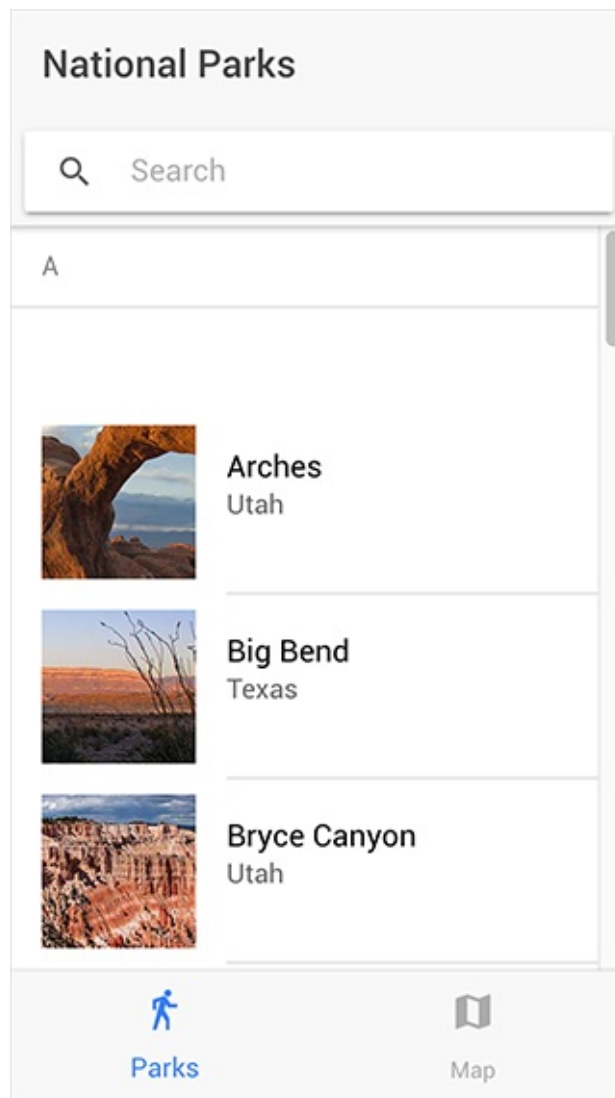 National Parks
Search
A
Arches
Utah
Big Bend
Texas
Bryce Canyon
Utah
Parks
Map